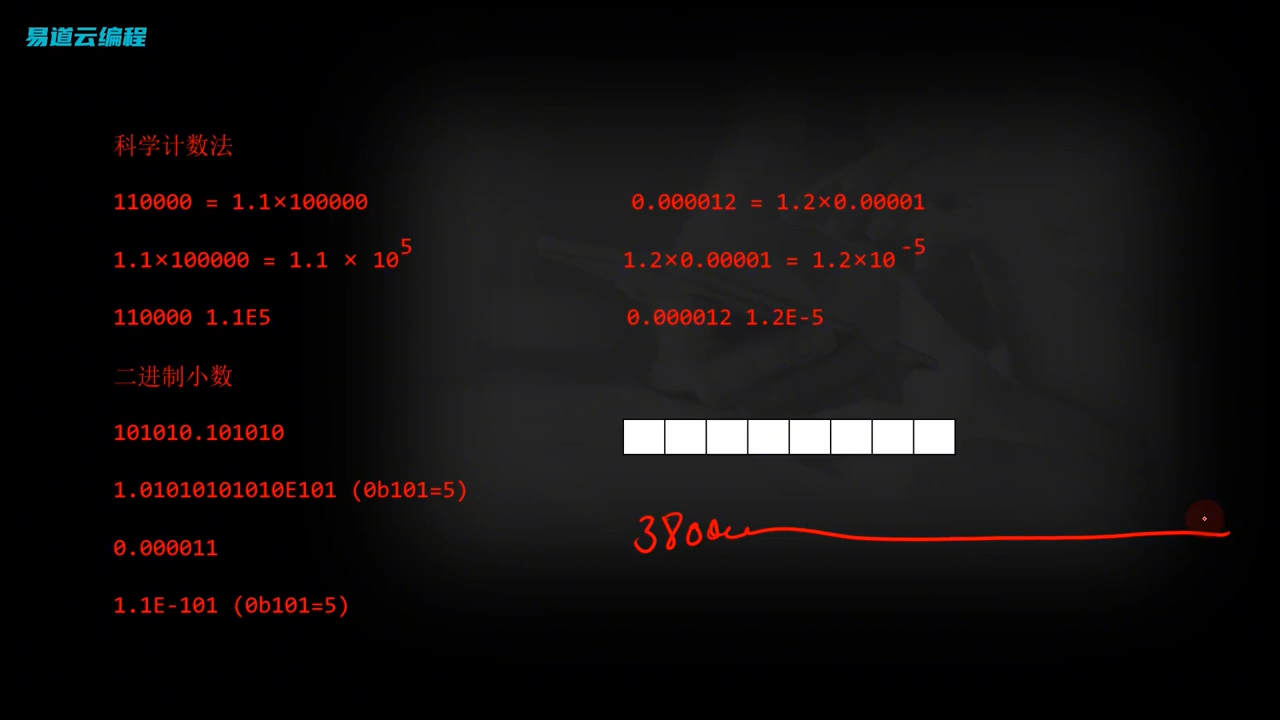 易道云编程
科学计数法
110000 = 1.1×100000
0.000012 = 1.2×0.00001
1.1×100000 = 1.1 × 10⁵
1.2×0.00001 = 1.2×10⁻⁵
110000 1.1E5
0.000012 1.2E-5
二进制小数
101010.101010
1.01010101010E101 (0b101=5)
3800
0.000011
1.1E-101 (0b101=5)